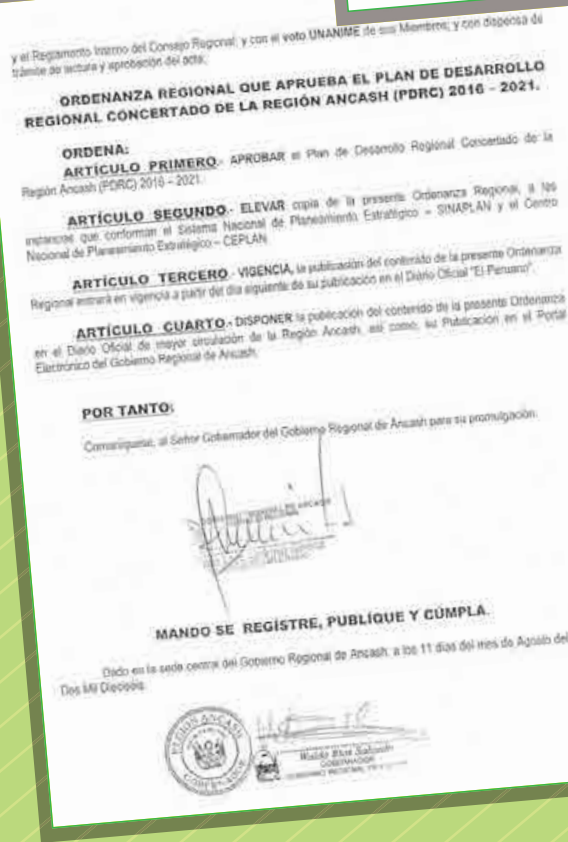 y el Reglamento Interno del Consejo Regional; y con el voto UNANIME de sus Miembros; y con dispensa de
trámite de lectura y aprobación del acta;
ORDENANZA REGIONAL QUE APRUEBA EL PLAN DE DESARROLLO
REGIONAL CONCERTADO DE LA REGIÓN ANCASH (PDRC) 2016 – 2021.
ORDENA:
ARTÍCULO PRIMERO.- APROBAR el Plan de Desarrollo Regional Concertado de la
Región Ancash (PDRC) 2016 – 2021.
ARTÍCULO SEGUNDO.- ELEVAR copia de la presente Ordenanza Regional, a las
instancias que conforman el Sistema Nacional de Planeamiento Estratégico – SINAPLAN y el Centro
Nacional de Planeamiento Estratégico – CEPLAN
ARTÍCULO TERCERO.- VIGENCIA, la publicación del contenido de la presente Ordenanza
Regional entrará en vigencia a partir del día siguiente de su publicación en el Diario Oficial "El Peruano".
ARTÍCULO CUARTO.- DISPONER la publicación del contenido de la presente Ordenanza
en el Diario Oficial de mayor circulación de la Región Ancash, así como, su Publicación en el Portal
Electrónico del Gobierno Regional de Ancash.
POR TANTO:
Comuníquese, al Señor Gobernador del Gobierno Regional de Ancash para su promulgación.
MANDO SE REGÍSTRE, PUBLÍQUE Y CÚMPLA.
Dado en la sede central del Gobierno Regional de Ancash, a los 11 días del mes de Agosto del
Dos Mil Dieciséis.
REGION ANCASH
GOBERNADOR
GOBERNADOR
GOBIERNO REGIONAL